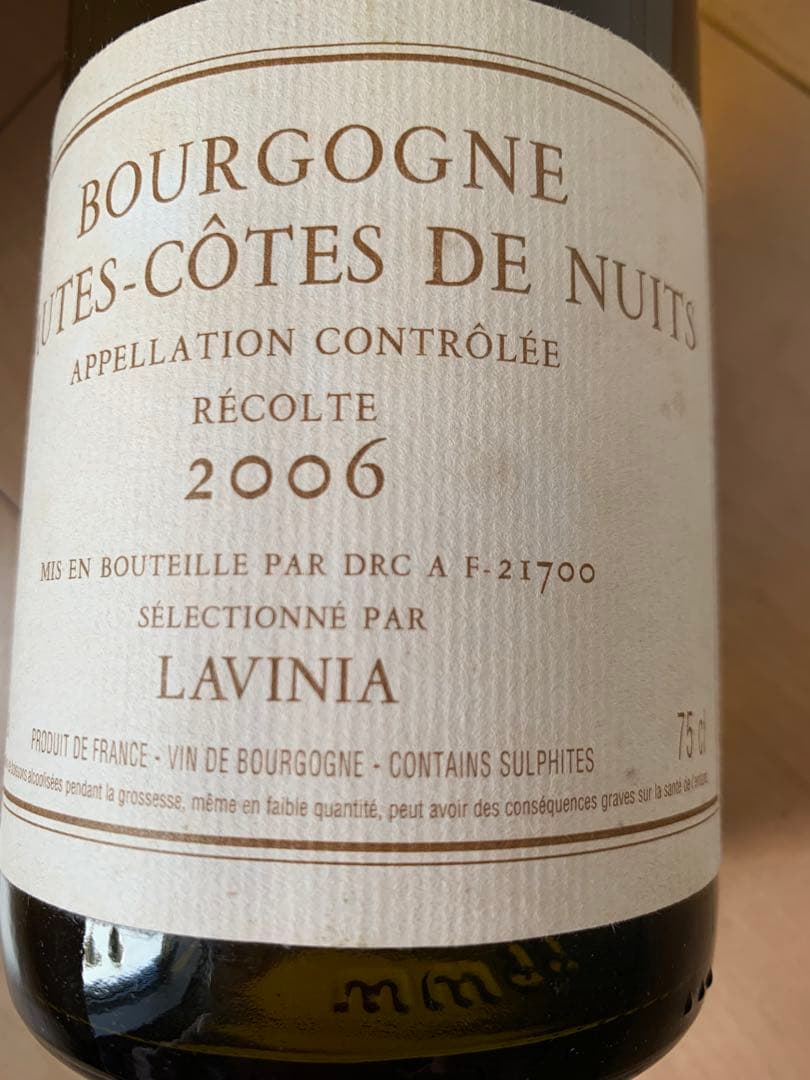 BOURGOGNE
UTES-CÔTES DE NUITS
APPELLATION CONTRÔLÉE
RÉCOLTE
2006
MIS EN BOUTEILLE PAR DRC A F-21700
SÉLECTIONNÉ PAR
LAVINIA
75 cl
PRODUIT DE FRANCE - VIN DE BOURGOGNE - CONTAINS SULPHITES
boissons alcoolisées pendant la grossesse, même en faible quantité, peut avoir des conséquences graves sur la santé de l'enfant.